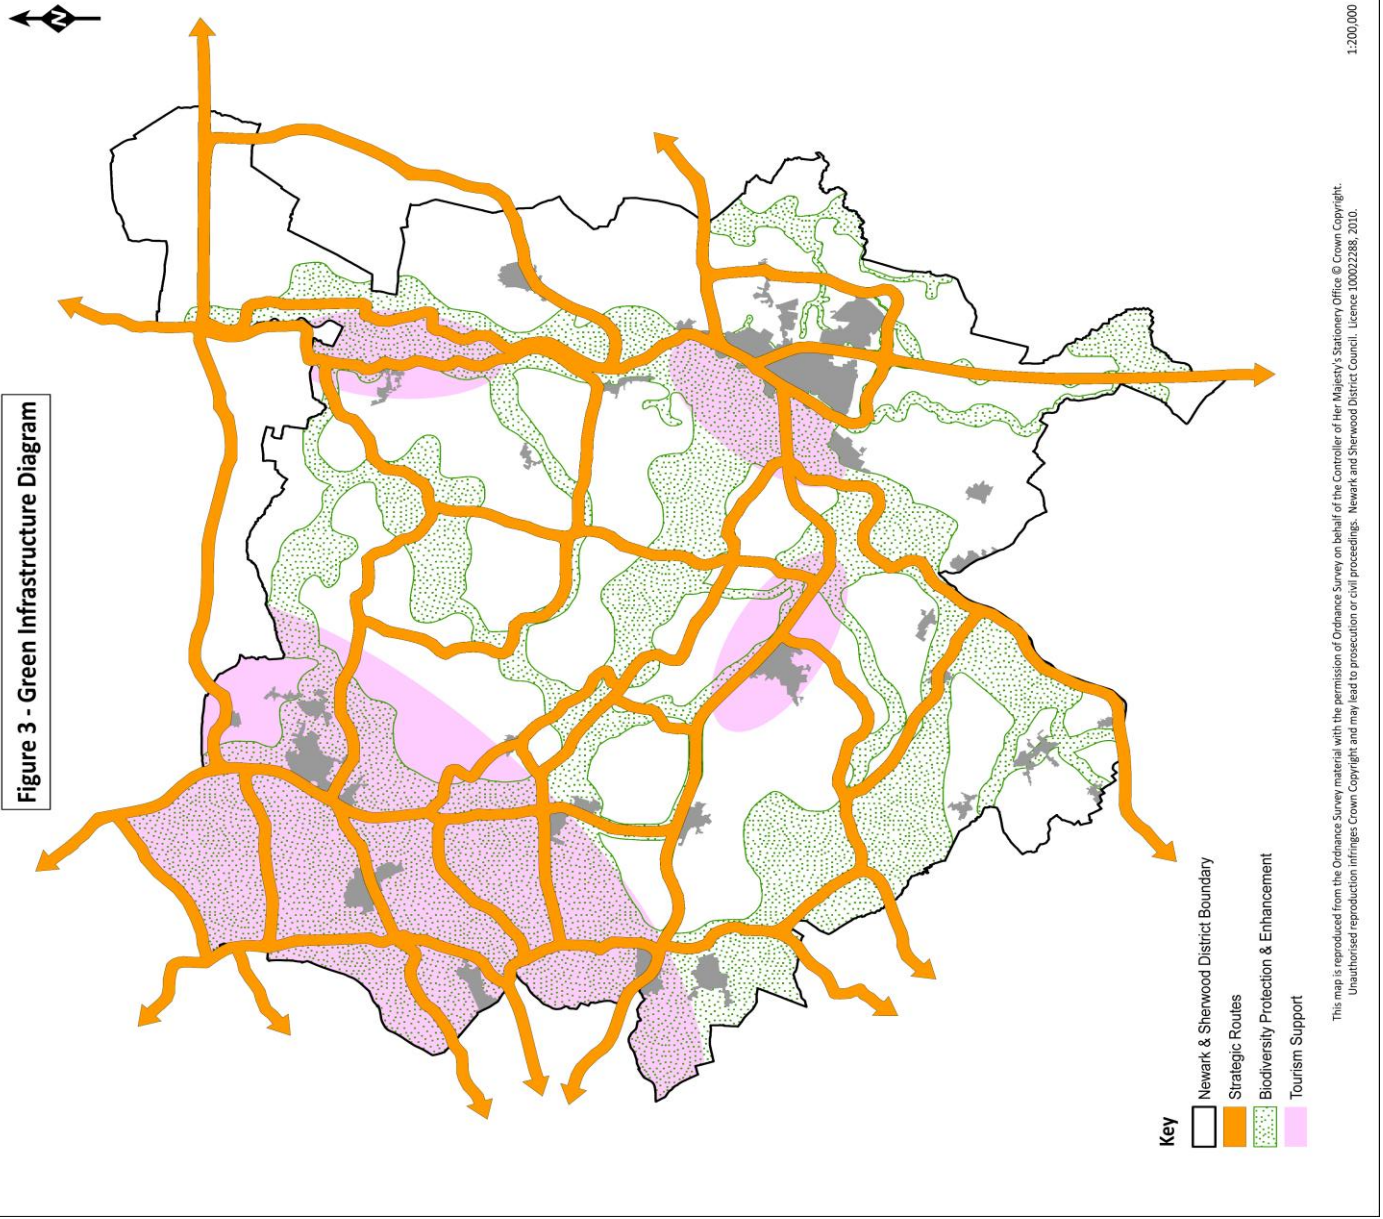 Figure 3 - Green Infrastructure Diagram
N
Key
Newark & Sherwood District Boundary
Strategic Routes
Biodiversity Protection & Enhancement
Tourism Support
This map is reproduced from the Ordnance Survey material with the permission of Ordnance Survey on behalf of the Controller of Her Majesty's Stationery Office © Crown Copyright.
Unauthorised reproduction infringes Crown Copyright and may lead to prosecution or civil proceedings. Newark and Sherwood District Council. Licence 100022288, 2010.
1:200,000